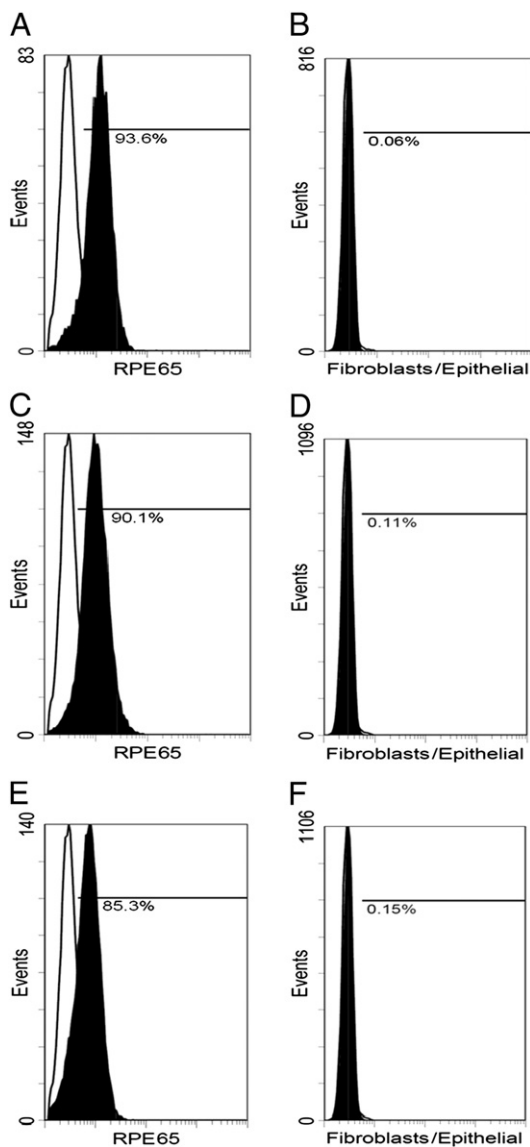 A
83
Events
93.6%
0
RPE65
B
816
Events
0.06%
0
Fibroblasts/Epithelial
C
148
Events
90.1%
0
RPE65
D
1096
Events
0.11%
0
Fibroblasts/Epithelial
E
140
Events
85.3%
0
RPE65
F
1106
Events
0.15%
0
Fibroblasts/Epithelial